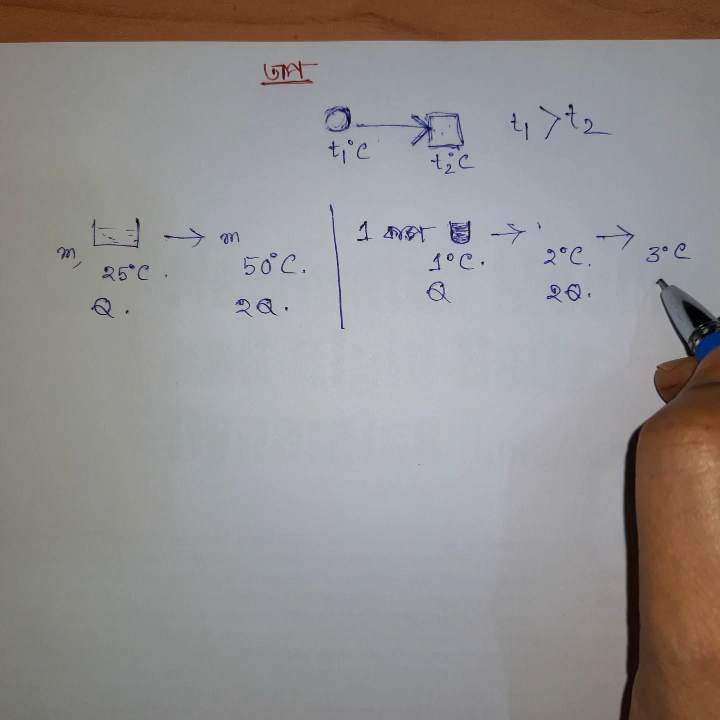 তাপ
t₁°C t₂°C t₁ > t₂
m, → m
25°C. 50°C.
Q. 2Q.
1 কাপ → →
1°C. 2°C. 3°C
Q 2Q.